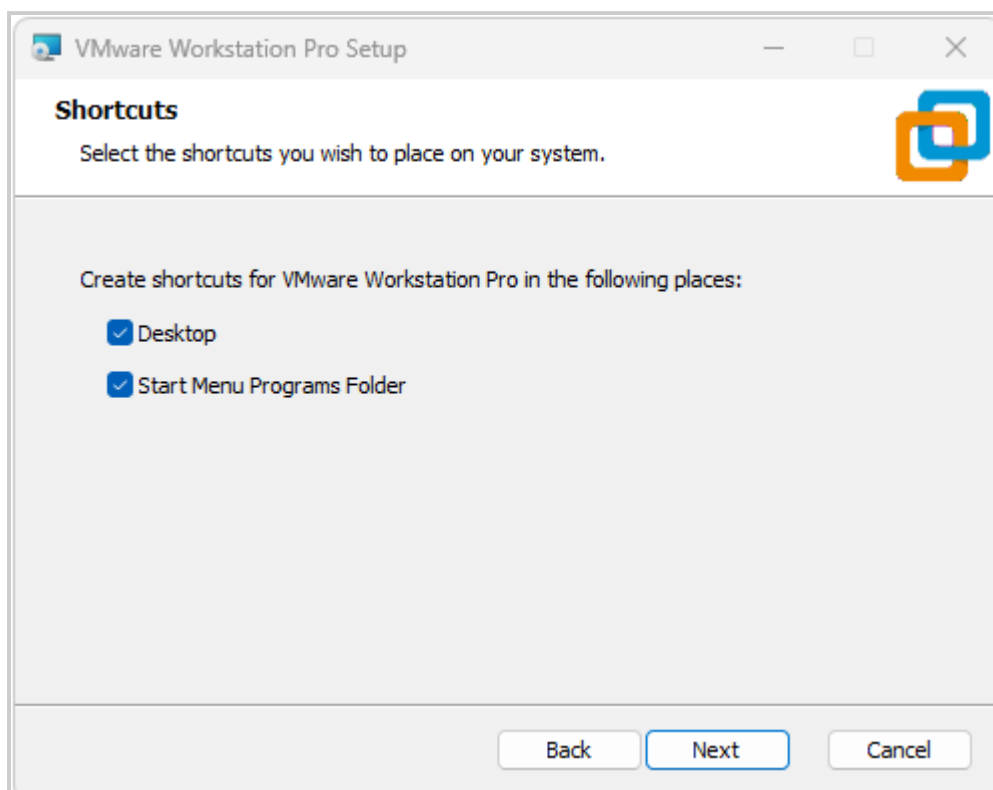 VMware Workstation Pro Setup
Shortcuts
Select the shortcuts you wish to place on your system.
Create shortcuts for VMware Workstation Pro in the following places:
Desktop
Start Menu Programs Folder
Back Next Cancel